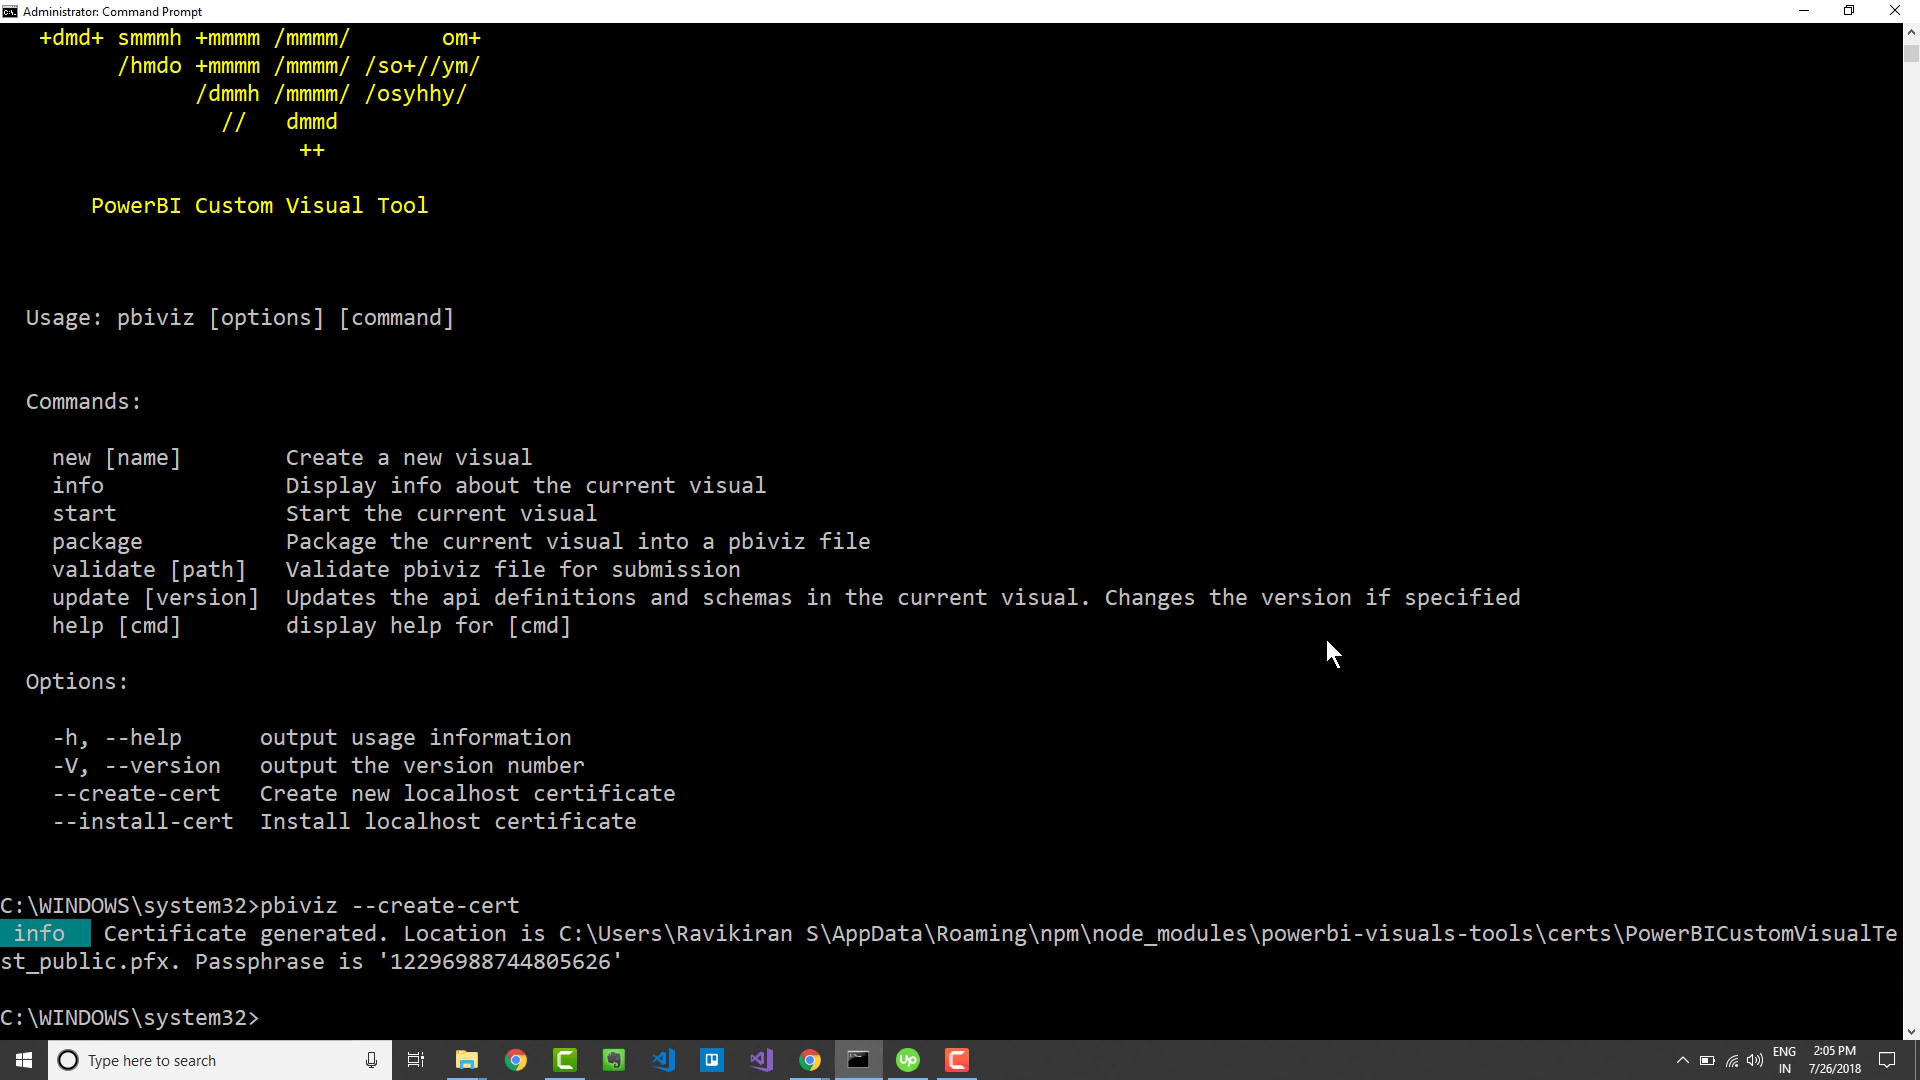 Administrator: Command Prompt
+dmd+ smmmh +mmmm /mmmm/ om+
/hmdo +mmmm /mmmm/ /so+//ym/
/dmmh /mmmm/ /osyhhy/
// dmmd
++
PowerBI Custom Visual Tool
Usage: pbiviz [options] [command]
Commands:
new [name] Create a new visual
info Display info about the current visual
start Start the current visual
package Package the current visual into a pbiviz file
validate [path] Validate pbiviz file for submission
update [version] Updates the api definitions and schemas in the current visual. Changes the version if specified
help [cmd] display help for [cmd]
Options:
-h, --help output usage information
-V, --version output the version number
--create-cert Create new localhost certificate
--install-cert Install localhost certificate
C:\WINDOWS\system32>pbiviz --create-cert
info Certificate generated. Location is C:\Users\Ravikiran S\AppData\Roaming\npm\node_modules\powerbi-visuals-tools\certs\PowerBICustomVisualTe
st_public.pfx. Passphrase is '12296988744805626'
C:\WINDOWS\system32>
Type here to search
Up
ENG
IN
2:05 PM
7/26/2018